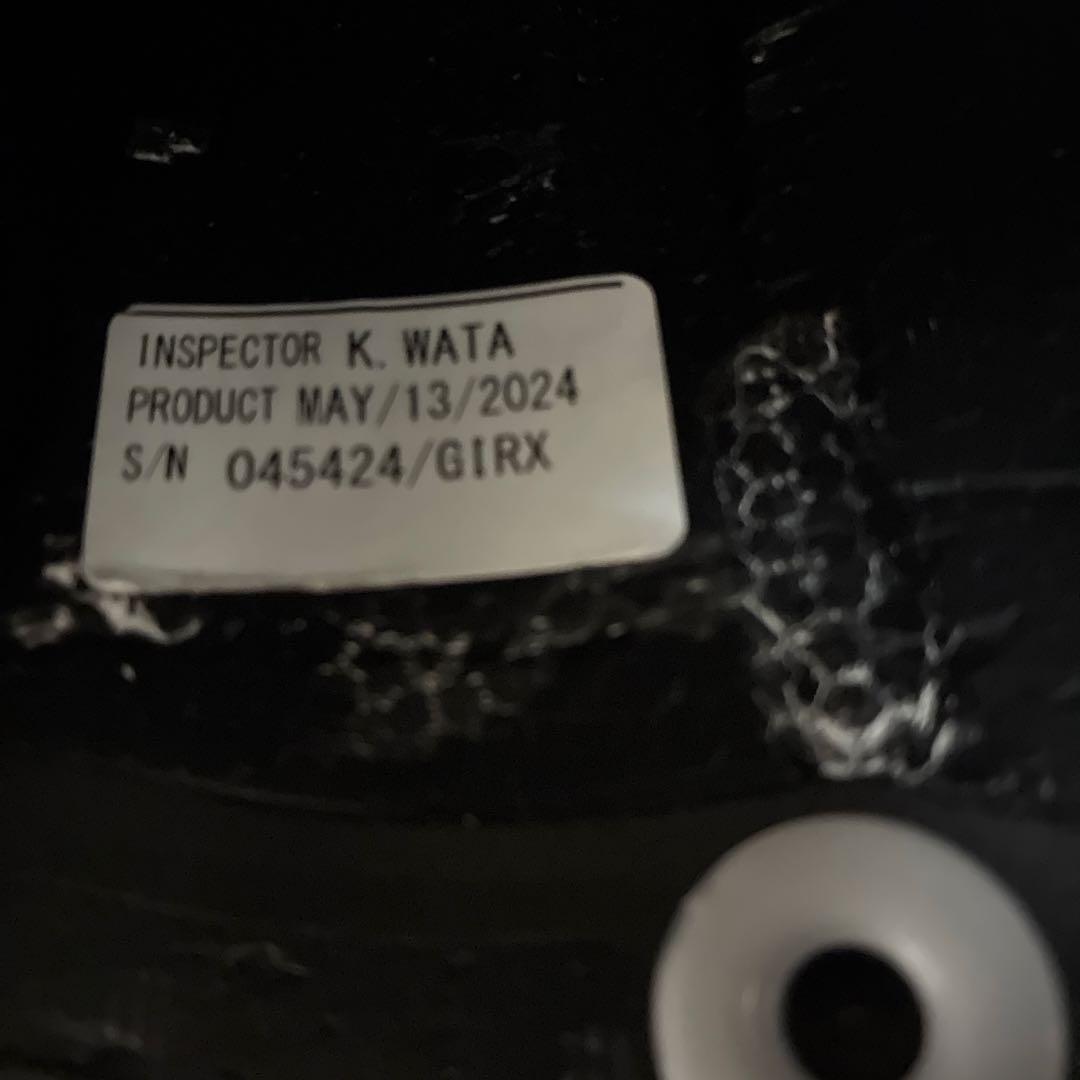 INSPECTOR K. WATA
PRODUCT MAY/13/2024
S/N 045424/GIRX